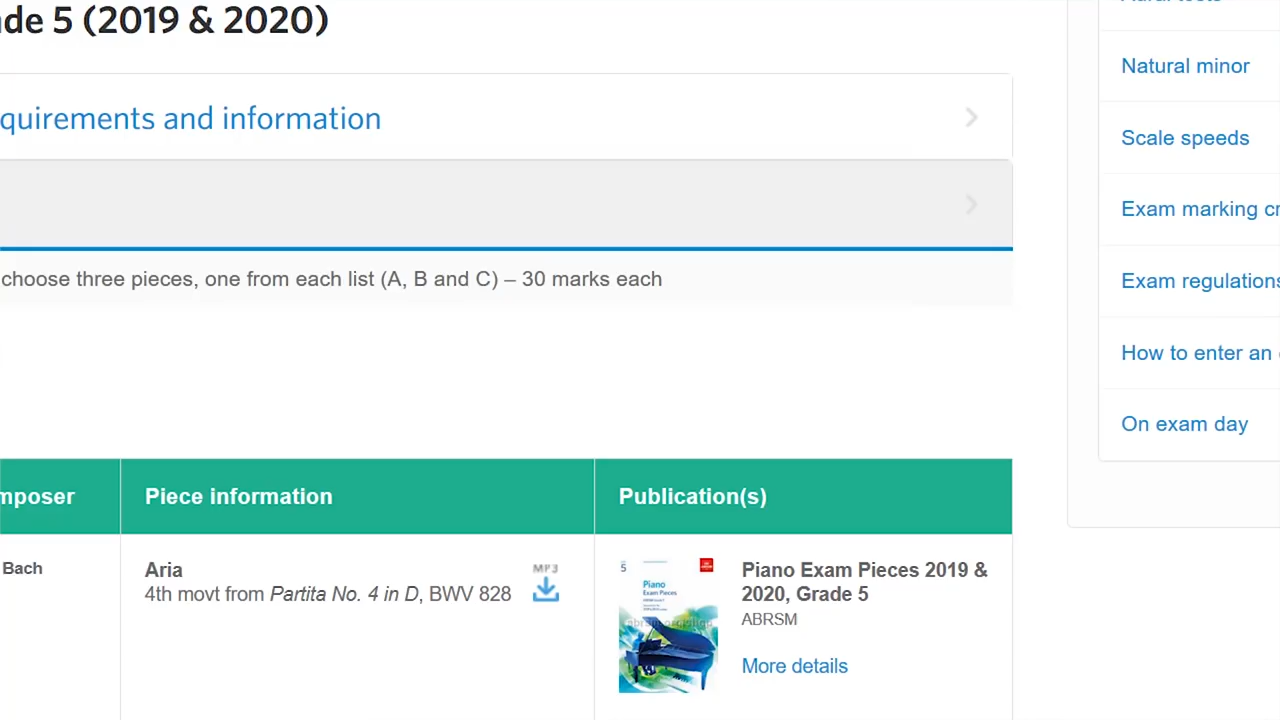 de 5 (2019 & 2020)
Natural minor
quirements and information
Scale speeds
Exam marking cr
choose three pieces, one from each list (A, B and C) – 30 marks each
Exam regulations
How to enter an
On exam day
mposer
Piece information
Publication(s)
Bach
Aria
4th movt from Partita No. 4 in D, BWV 828
MP3
5
Piano
Exam Pieces
Piano Exam Pieces 2019 &
2020, Grade 5
ABRSM
More details